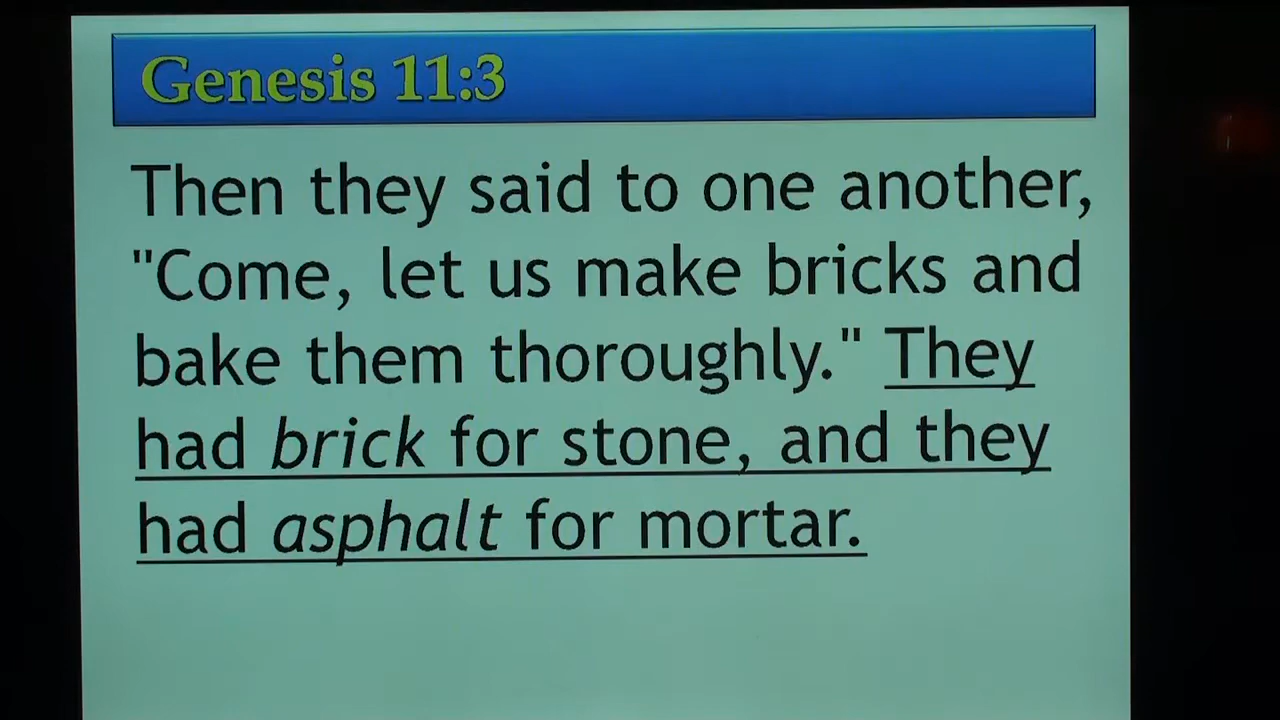 Genesis 11:3
Then they said to one another,
"Come, let us make bricks and
bake them thoroughly." They
had brick for stone, and they
had asphalt for mortar.